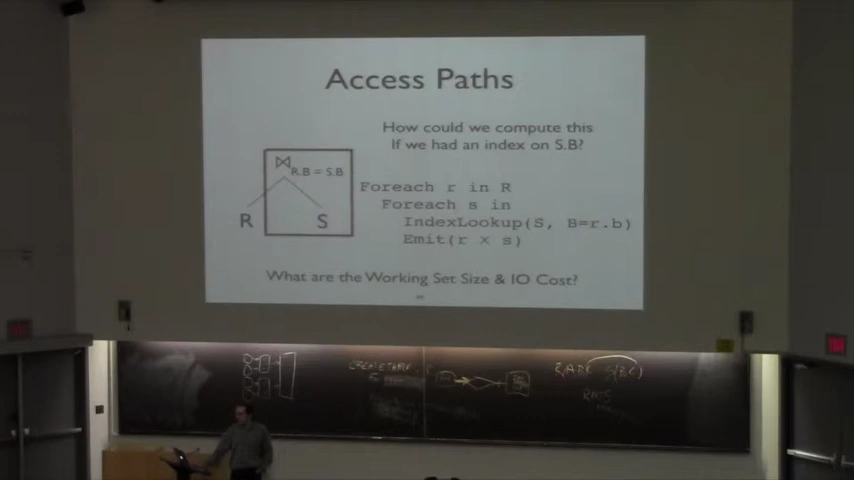 Access Paths
How could we compute this
If we had an index on S.B?
⋈ R.B = S.B
R S
Foreach r in R
Foreach s in
IndexLookup(S, B=r.b)
Emit(r × s)
What are the Working Set Size & IO Cost?